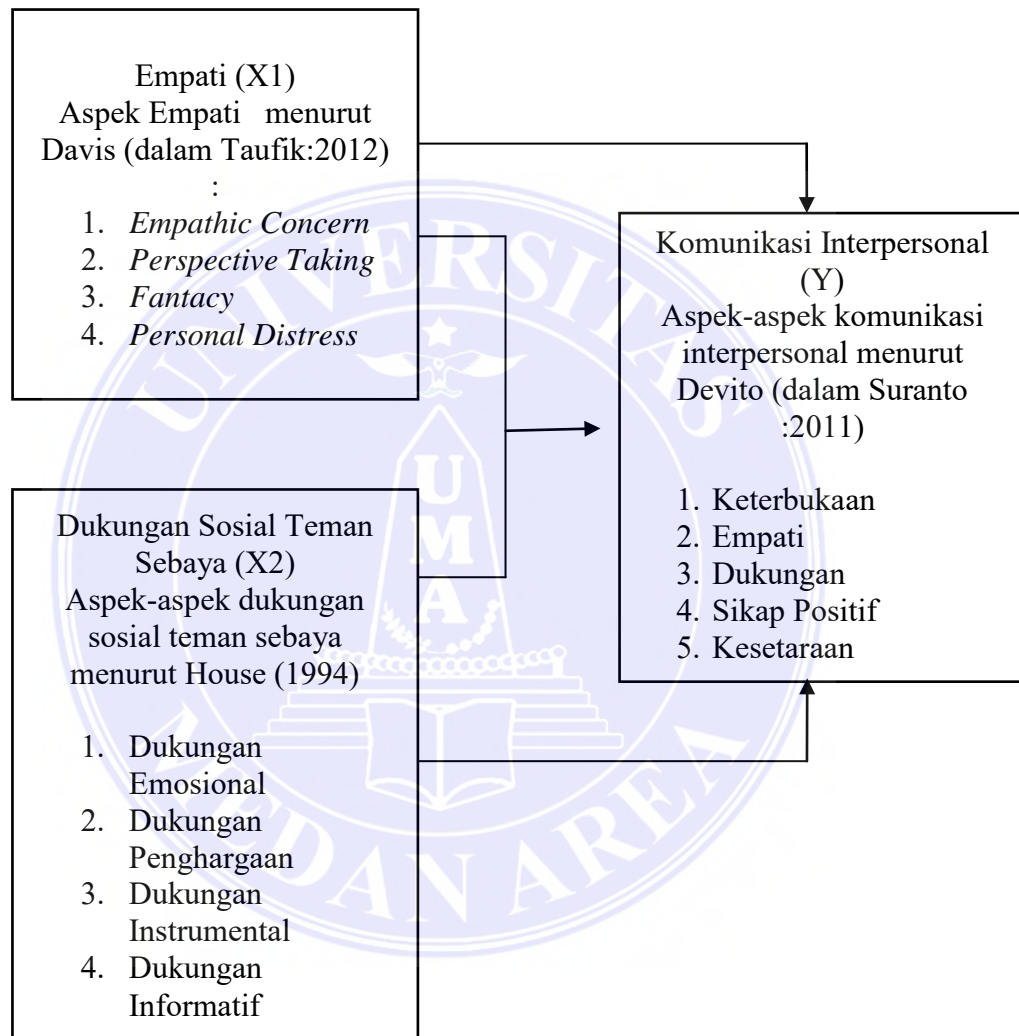 Empati (X1)
Aspek Empati menurut
Davis (dalam Taufik:2012)
:
1. Empathic Concern
2. Perspective Taking
3. Fantacy
4. Personal Distress
Komunikasi Interpersonal
(Y)
Aspek-aspek komunikasi
interpersonal menurut
Devito (dalam Suranto
:2011)
1. Keterbukaan
2. Empati
3. Dukungan
4. Sikap Positif
5. Kesetaraan
Dukungan Sosial Teman
Sebaya (X2)
Aspek-aspek dukungan
sosial teman sebaya
menurut House (1994)
1. Dukungan
Emosional
2. Dukungan
Penghargaan
3. Dukungan
Instrumental
4. Dukungan
Informatif
UNIVERSITAS
MEDAN AREA
U
M
A